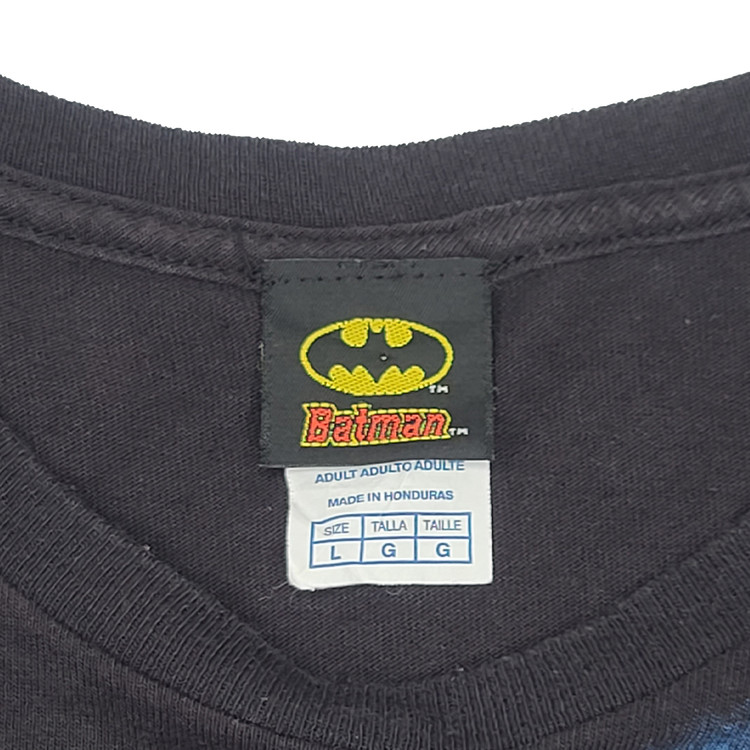 TM
Batman TM
ADULT ADULTO ADULTE
MADE IN HONDURAS
SIZE TALLA TAILLE
L G G